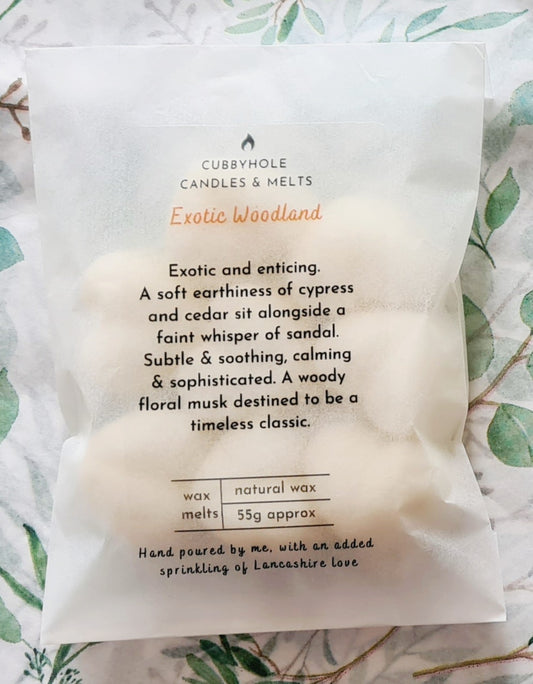 CUBBYHOLE
CANDLES & MELTS
Exotic Woodland
Exotic and enticing.
A soft earthiness of cypress
and cedar sit alongside a
faint whisper of sandal.
Subtle & soothing, calming
& sophisticated. A woody
floral musk destined to be a
timeless classic.
wax melts
natural wax
55g approx
Hand poured by me, with an added
sprinkling of Lancashire love